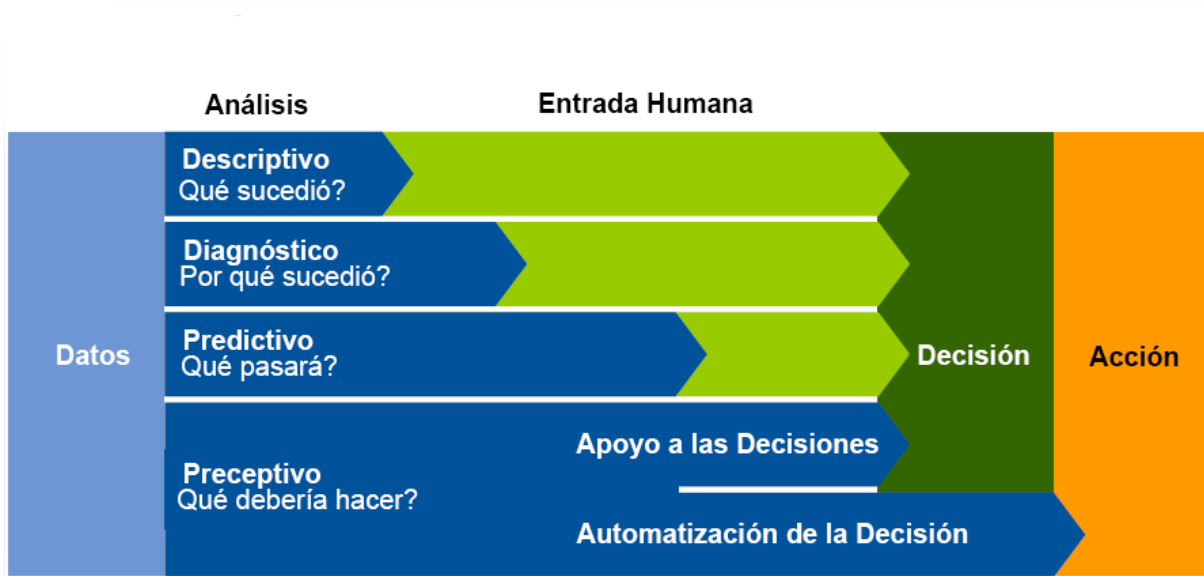 Análisis
Entrada Humana
Datos
Descriptivo
Qué sucedió?
Diagnóstico
Por qué sucedió?
Predictivo
Qué pasará?
Preceptivo
Qué debería hacer?
Apoyo a las Decisiones
Automatización de la Decisión
Decisión
Acción